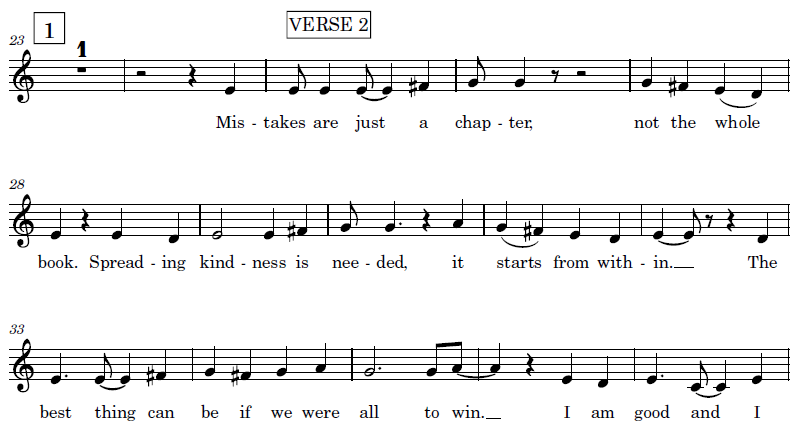 1
VERSE 2
23
1
Mis - takes are just a chap - ter, not the whole
28
book. Spread - ing kind - ness is nee - ded, it starts from with - in. The
33
best thing can be if we were all to win. I am good and I